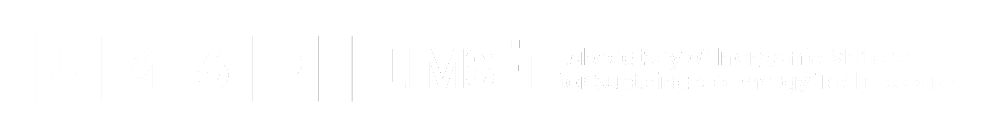 UM6P
LIMSET
Laboratory of Inorganic Materials
for Sustainable Energy Technologies